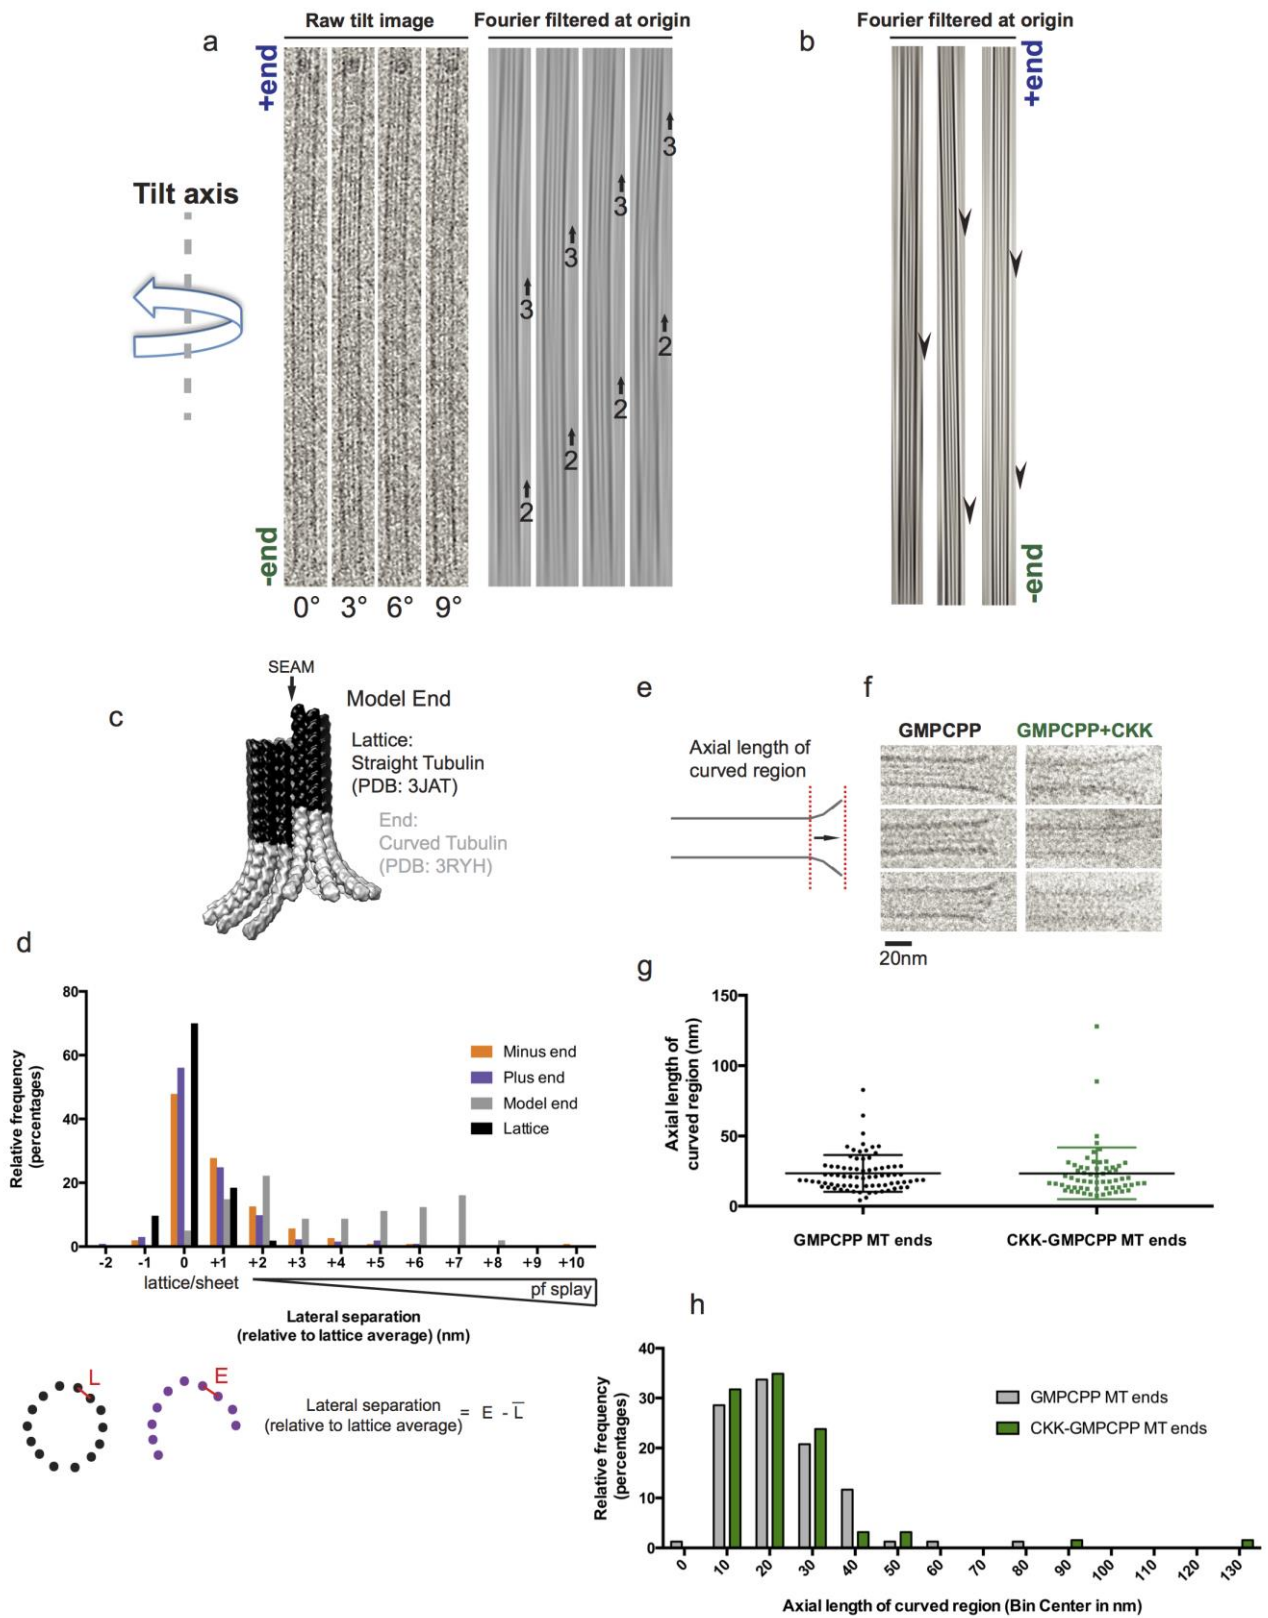 a
Raw tilt image
Fourier filtered at origin
+end
-end
Tilt axis
3
3
3
3
2
2
2
2
0° 3° 6° 9°
b
Fourier filtered at origin
+end
-end
c
SEAM
Model End
Lattice:
Straight Tubulin
(PDB: 3JAT)
End:
Curved Tubulin
(PDB: 3RYH)
e
Axial length of
curved region
f
GMPCPP
GMPCPP+CKK
20nm
d
Relative frequency
(percentages)
80
60
40
20
0
Minus end
Plus end
Model end
Lattice
-2 -1 0 +1 +2 +3 +4 +5 +6 +7 +8 +9 +10
lattice/sheet
pf splay
Lateral separation
(relative to lattice average) (nm)
L
E
Lateral separation
(relative to lattice average) = E - L̅
g
Axial length of
curved region (nm)
150
100
50
0
GMPCPP MT ends
CKK-GMPCPP MT ends
h
Relative frequency
(percentages)
40
30
20
10
0
GMPCPP MT ends
CKK-GMPCPP MT ends
0 10 20 30 40 50 60 70 80 90 100 110 120 130
Axial length of curved region (Bin Center in nm)